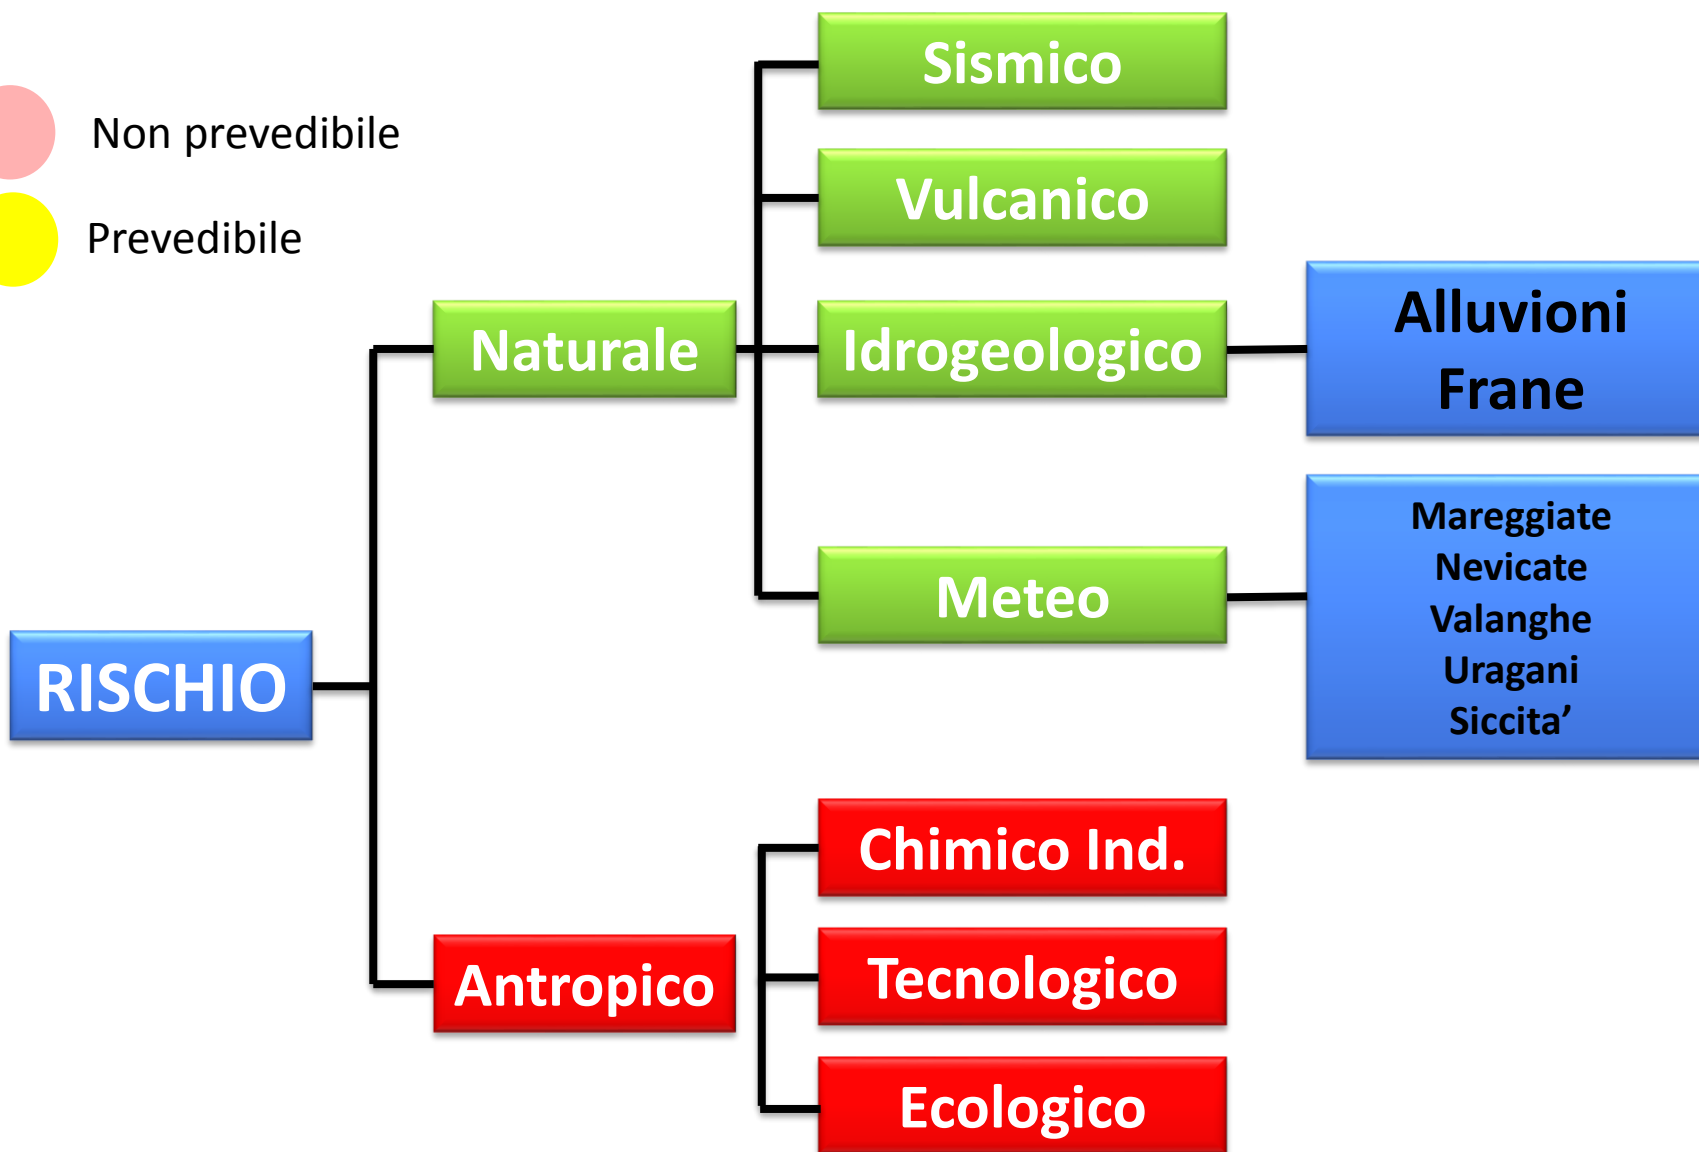 Non prevedibile
Prevedibile
RISCHIO
Naturale
Sismico
Vulcanico
Idrogeologico
Alluvioni
Frane
Meteo
Mareggiate
Nevicate
Valanghe
Uragani
Siccita’
Antropico
Chimico Ind.
Tecnologico
Ecologico